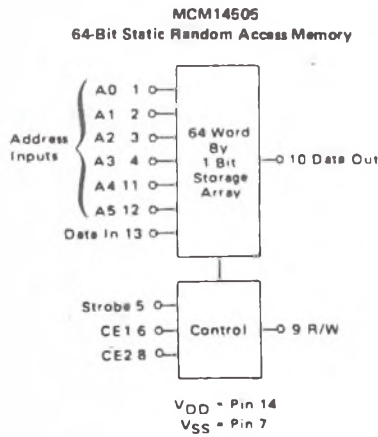 MCM14505
64-Bit Static Random Access Memory
Address
Inputs
A0 1
A1 2
A2 3
A3 4
A4 11
A5 12
Data In 13
64 Word
By
1 Bit
Storage
Array
10 Data Out
Strobe 5
CE1 6
CE2 8
Control
9 R/W
VDD = Pin 14
VSS = Pin 7